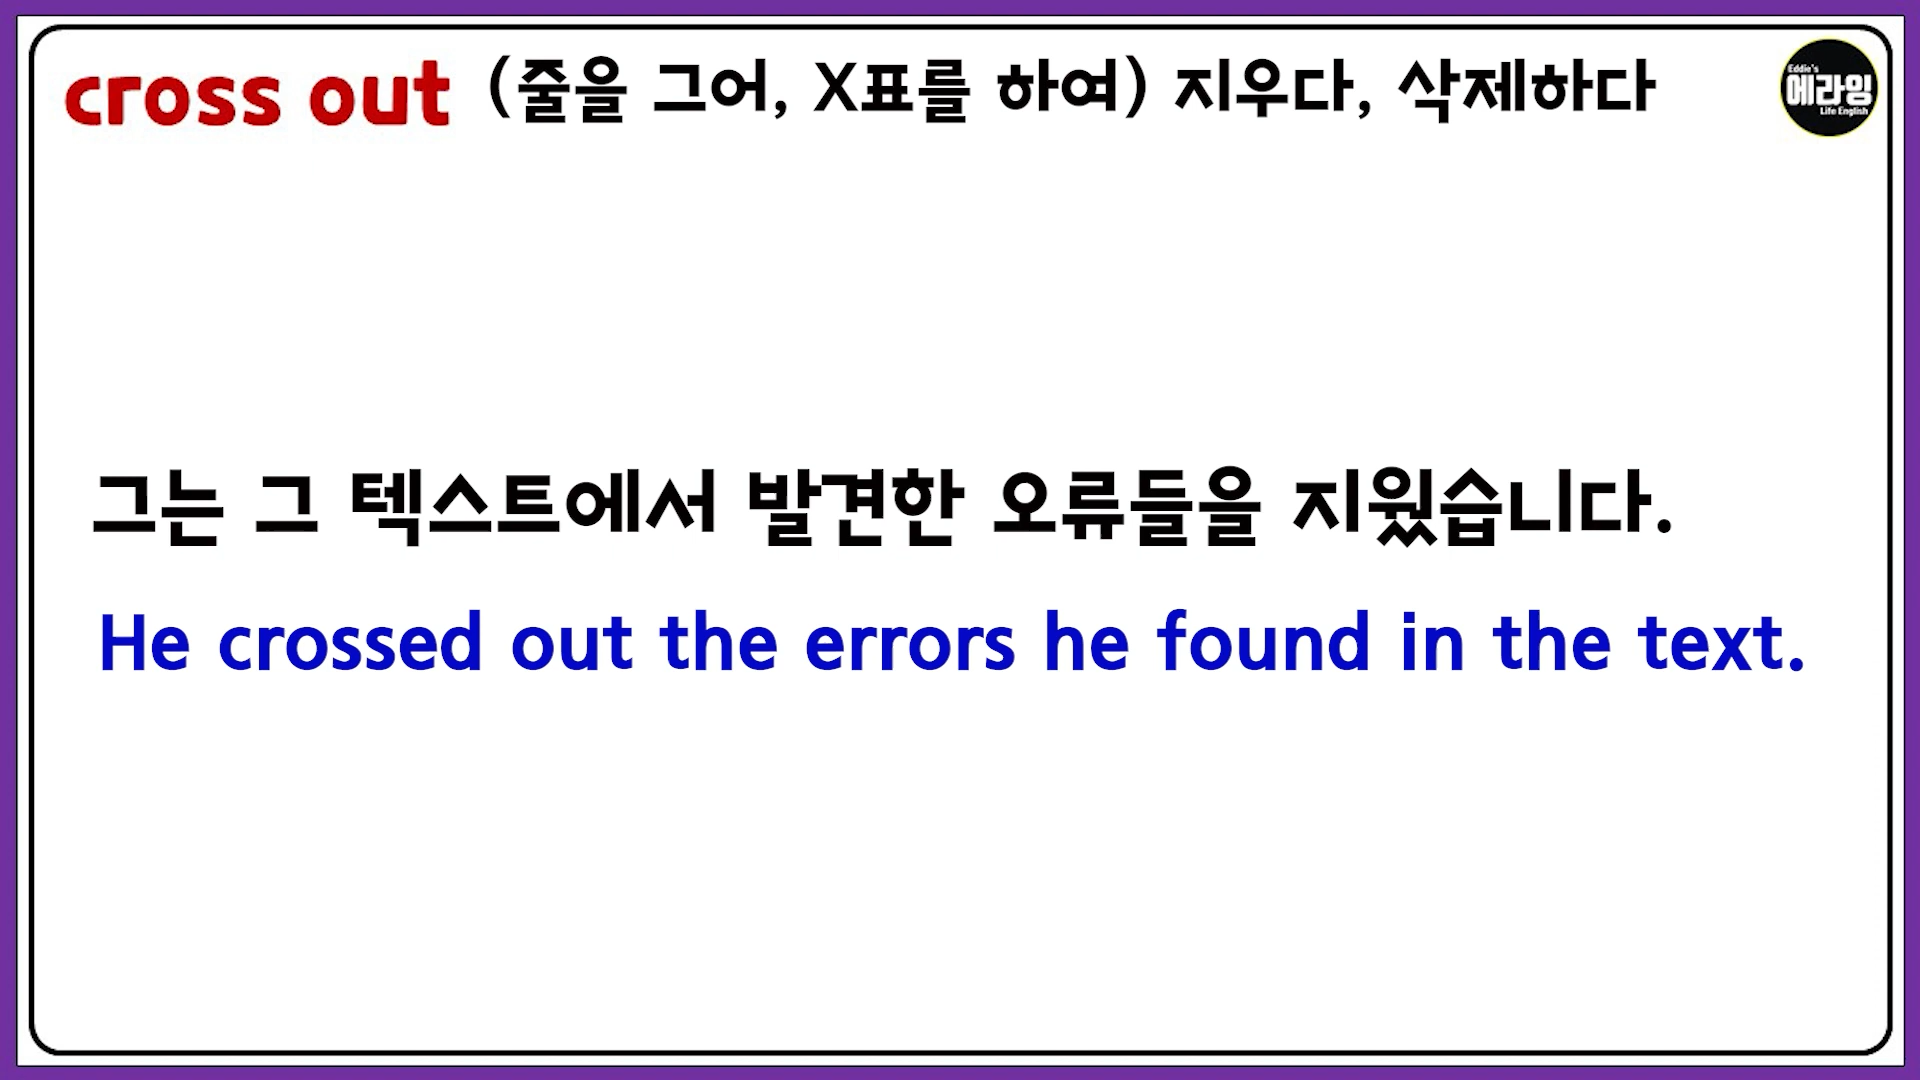 cross out (줄을 그어, X표를 하여) 지우다, 삭제하다
Eddie's
에라잉
Life English
그는 그 텍스트에서 발견한 오류들을 지웠습니다.
He crossed out the errors he found in the text.